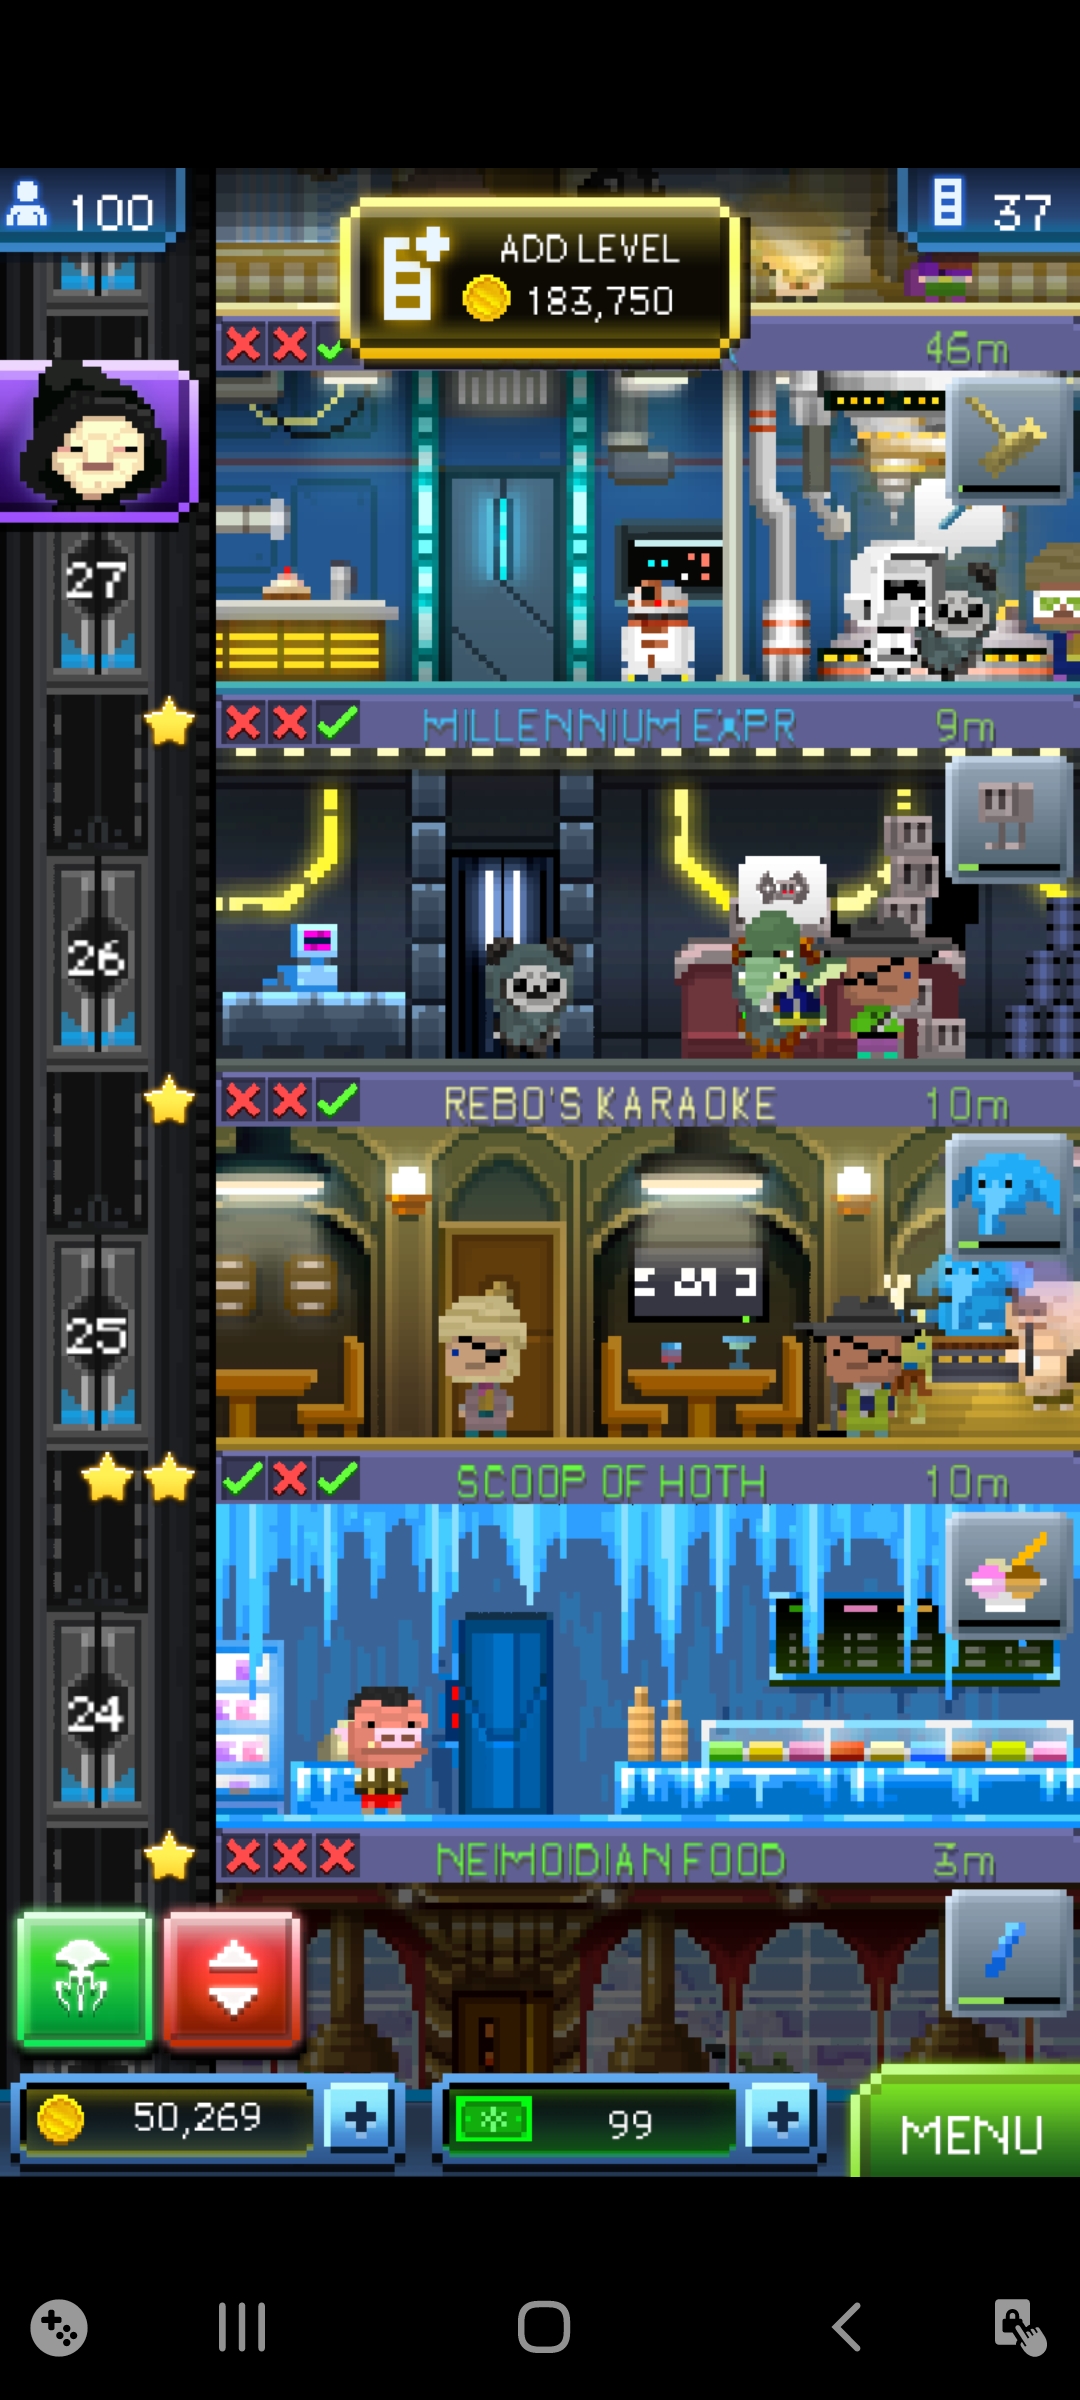 100
37
ADD LEVEL
183,750
46m
27
MILLENNIUM EXPR 9m
26
REBO'S KARAOKE 10m
25
SCOOP OF HOTH 10m
24
NEIMOIDIAN FOOD 3m
50,269
99
MENU